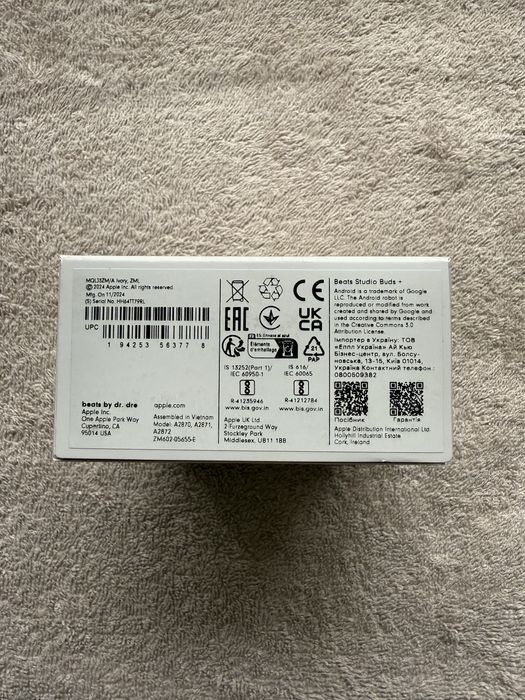 MQLJ3ZM/A Ivory, ZML
©2024 Apple Inc. All rights reserved.
Mfg. On 11/2024
(S) Serial No. HH64TT79RL
UPC
1 94253 56377 8
beats by dr. dre
Apple Inc.
One Apple Park Way
Cupertino, CA
95014 USA
apple.com
Assembled in Vietnam
Model: A2870, A2871,
A2872
ZM602-05655-E
CE
EAC
UK
CA
Éléments
d'emballage
21
PAP
IS 13252(Part 1)/
IEC 60950-1
R-41235946
www.bis.gov.in
IS 616/
IEC 60065
R-41212784
www.bis.gov.in
Apple UK Ltd.
2 Furzeground Way
Stockley Park
Middlesex, UB11 1BB
Beats Studio Buds +
Android is a trademark of Google
LLC. The Android robot is
reproduced or modified from work
created and shared by Google and
used according to terms described
in the Creative Commons 3.0
Attribution License.
Імпортер в Україну: ТОВ
«Еппл Україна» Ай Кью
Бізнес-центр, вул. Болсу-
новська, 13-15, Київ 01014,
Україна Контактний телефон :
0800609382
Посібник
Гарантія
Apple Distribution International Ltd.
Hollyhill Industrial Estate
Cork, Ireland